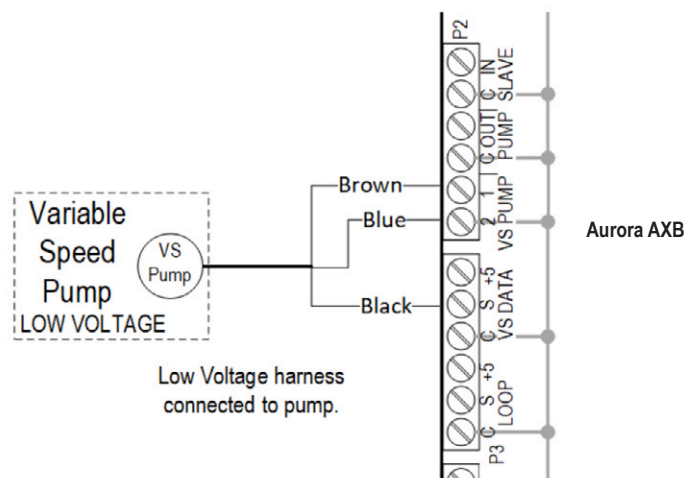 P2
IN
C
SLAVE
OUT
C
PUMP
1
2
VS PUMP
Brown
Blue
Black
Variable
Speed
Pump
LOW VOLTAGE
VS
Pump
Aurora AXB
+5
S
C
VS DATA
+5
S
C
LOOP
P3
Low Voltage harness
connected to pump.